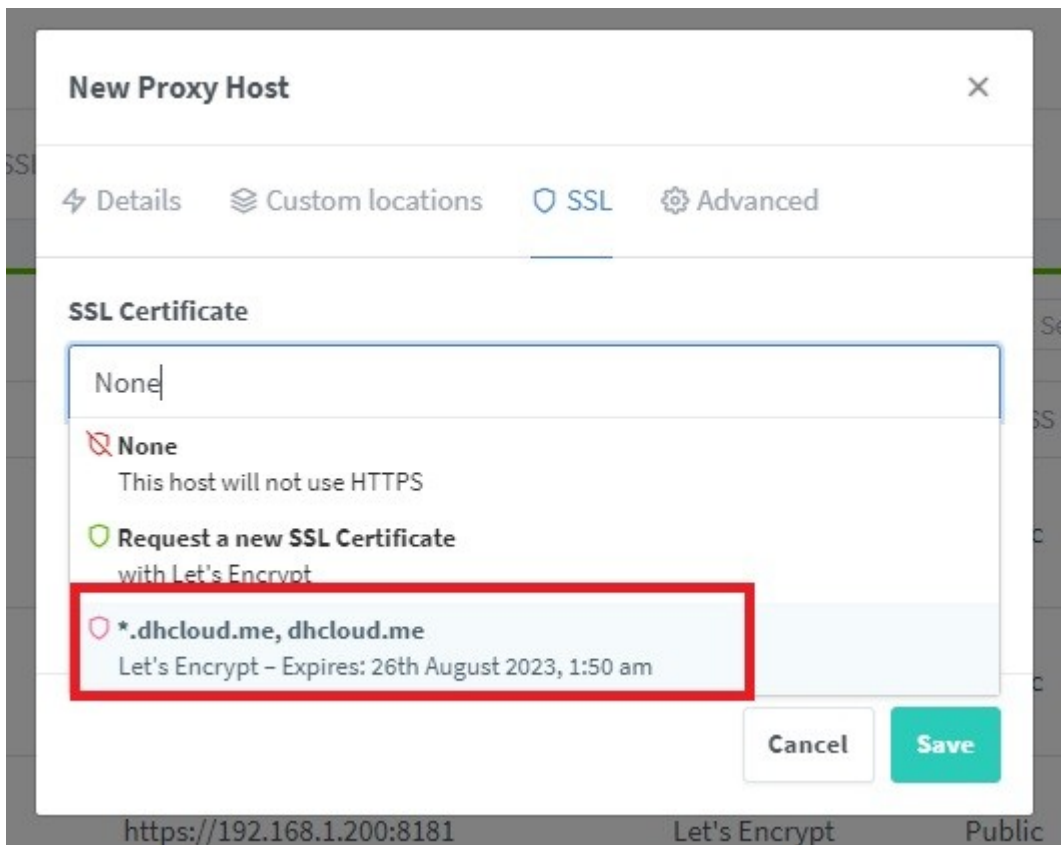 New Proxy Host
SSL
Details Custom locations SSL Advanced
SSL Certificate
None
None
This host will not use HTTPS
Request a new SSL Certificate
with Let's Encrypt
*.dhcloud.me, dhcloud.me
Let's Encrypt – Expires: 26th August 2023, 1:50 am
Cancel Save
https://192.168.1.200:8181 Let's Encrypt Public